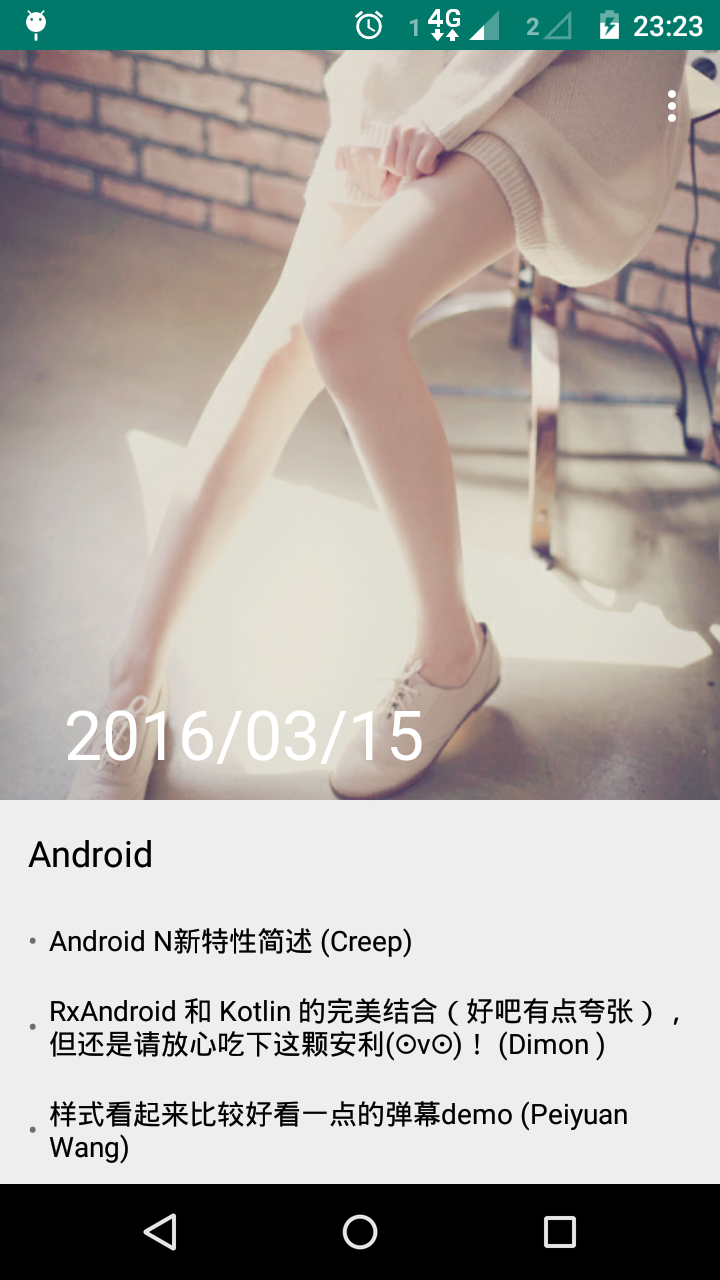 1 4G 2 23:23
2016/03/15
Android
• Android N新特性简述 (Creep)
• RxAndroid 和 Kotlin 的完美结合（好吧有点夸张），
但还是请放心吃下这颗安利(⊙v⊙)！ (Dimon )
• 样式看起来比较好看一点的弹幕demo (Peiyuan
Wang)